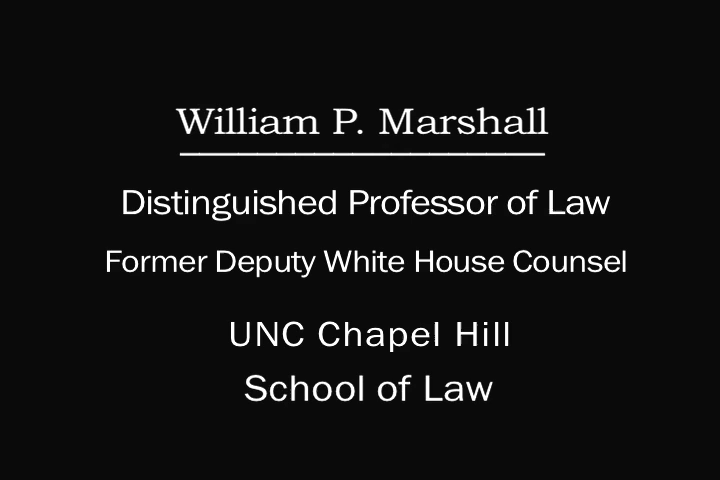 William P. Marshall
Distinguished Professor of Law
Former Deputy White House Counsel
UNC Chapel Hill
School of Law